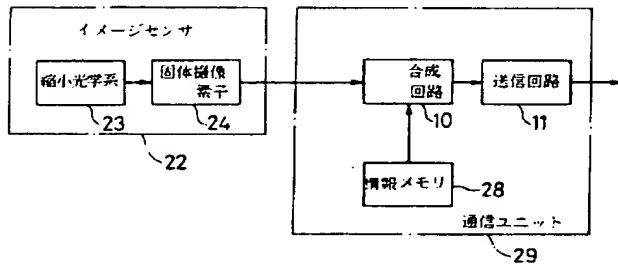 イメージセンサ
縮小光学系
23
固体撮像
素子
24
22
合成
回路
10
送信回路
11
情報メモリ
28
通信ユニット
29